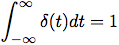 ∫_{-∞}^{∞} δ(t)dt = 1